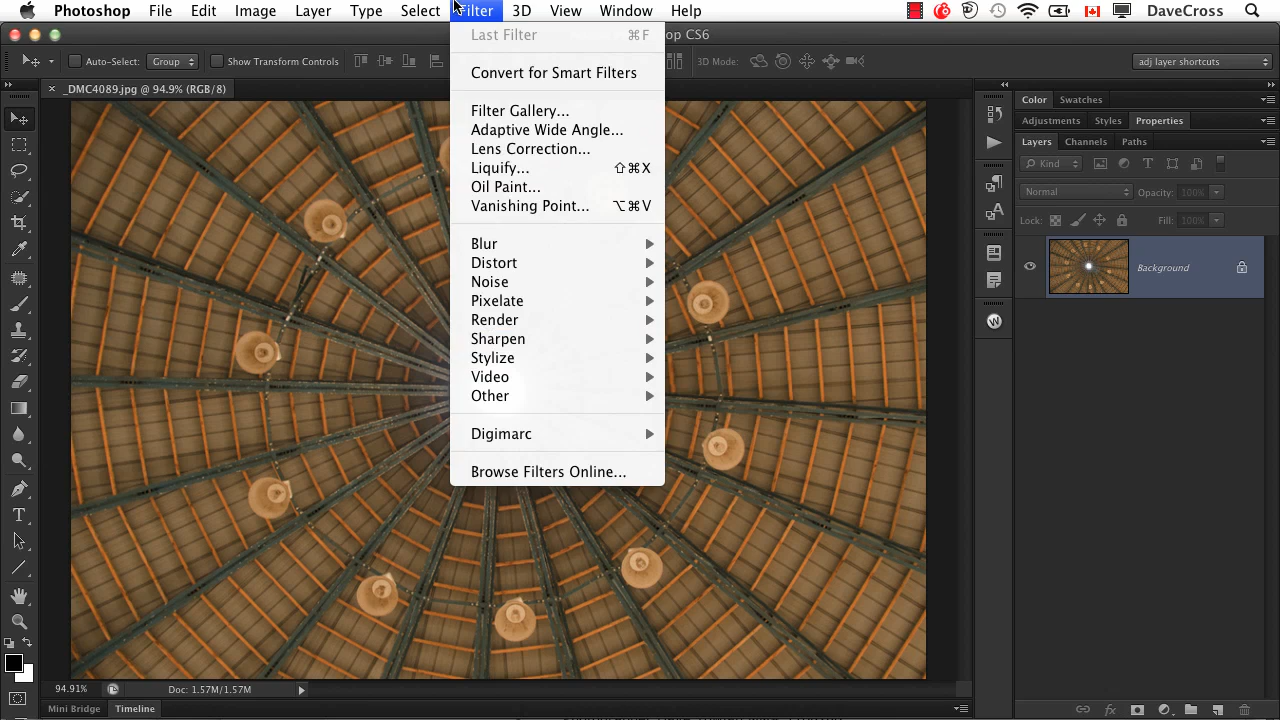 Photoshop File Edit Image Layer Type Select Filter 3D View Window Help DaveCross
op CS6
Auto-Select: Group Show Transform Controls 3D Mode: adj layer shortcuts
× _DMC4089.jpg @ 94.9% (RGB/8)
Last Filter ⌘F
Convert for Smart Filters
Filter Gallery...
Adaptive Wide Angle...
Lens Correction...
Liquify... ⇧⌘X
Oil Paint...
Vanishing Point... ⌥⌘V
Blur
Distort
Noise
Pixelate
Render
Sharpen
Stylize
Video
Other
Digimarc
Browse Filters Online...
Color Swatches
Adjustments Styles Properties
Layers Channels Paths
Kind
Normal Opacity: 100%
Lock: Fill: 100%
Background
94.91% Doc: 1.57M/1.57M
Mini Bridge Timeline